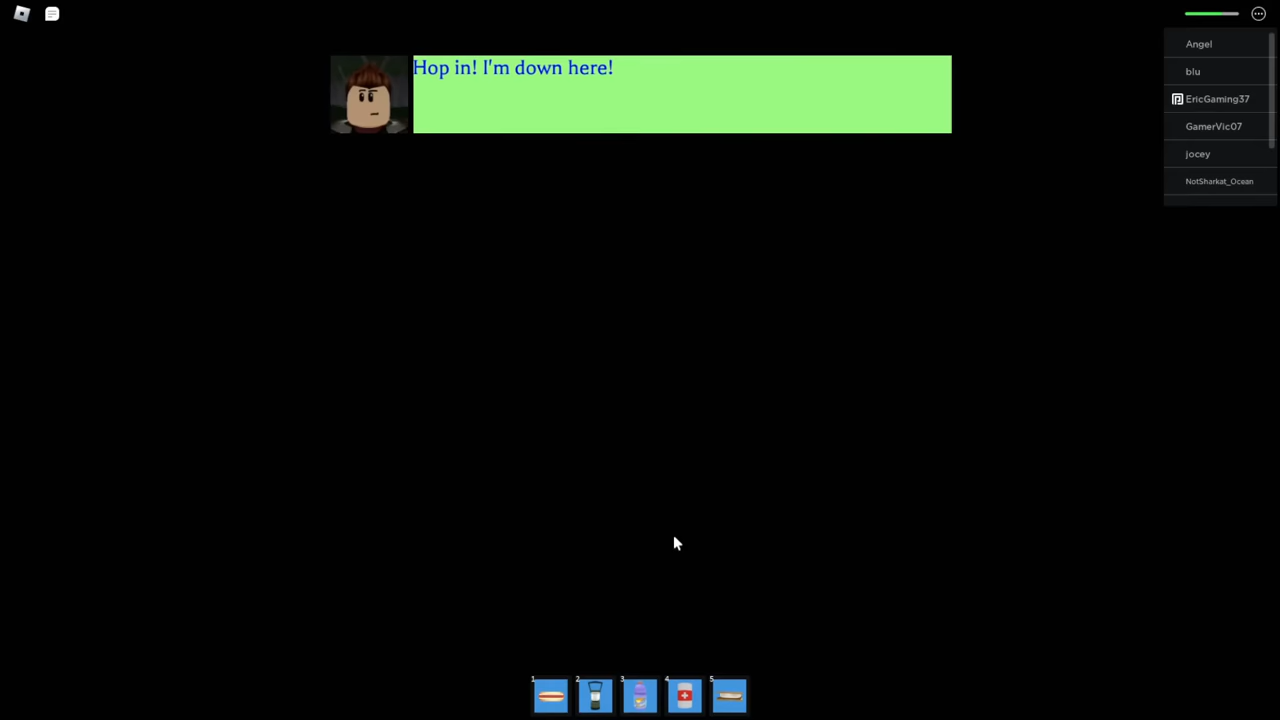 Hop in! I'm down here!
Angel
blu
EricGaming37
GamerVic07
jocey
NotSharkat_Ocean
1 2 3 4 5